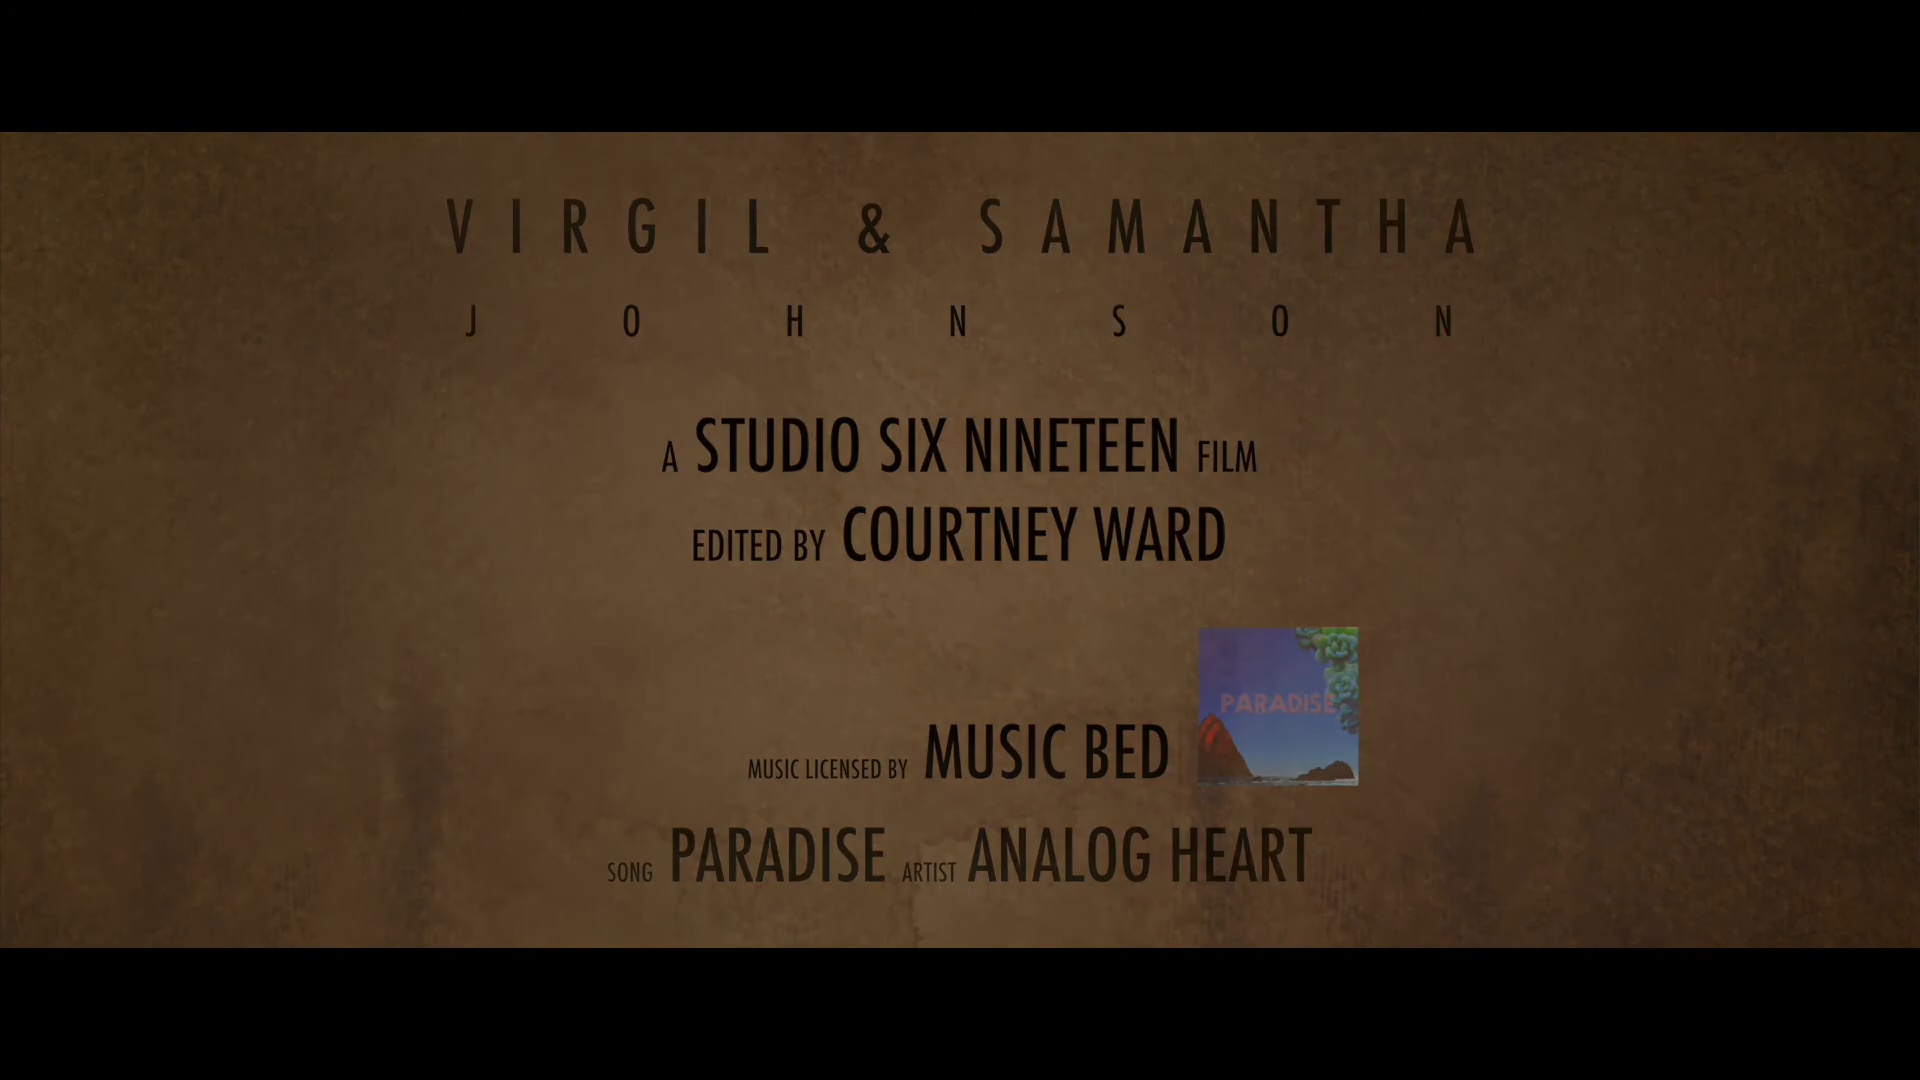 VIRGIL & SAMANTHA
JOHNSON
A STUDIO SIX NINETEEN FILM
EDITED BY COURTNEY WARD
PARADISE
MUSIC LICENSED BY MUSIC BED
SONG PARADISE ARTIST ANALOG HEART